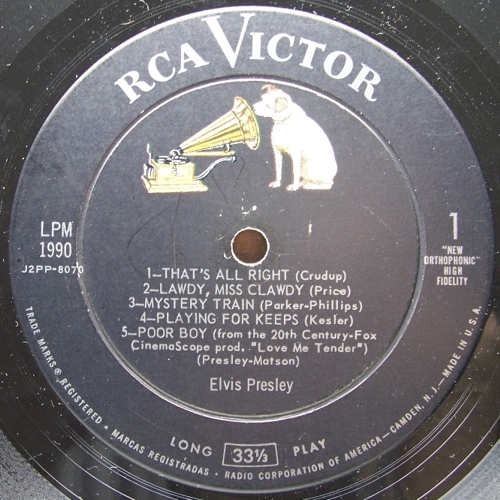 RCA VICTOR
LPM
1990
J2PP-8070
1
"NEW
ORTHOPHONIC"
HIGH
FIDELITY
1—THAT'S ALL RIGHT (Crudup)
2—LAWDY, MISS CLAWDY (Price)
3—MYSTERY TRAIN (Parker-Phillips)
4—PLAYING FOR KEEPS (Kesler)
5—POOR BOY (from the 20th Century-Fox
CinemaScope prod. "Love Me Tender")
(Presley-Matson)
Elvis Presley
LONG 33⅓ PLAY
TRADE MARKS ® REGISTERED • MARCAS REGISTRADAS • RADIO CORPORATION OF AMERICA—CAMDEN, N.J.—MADE IN U.S.A.